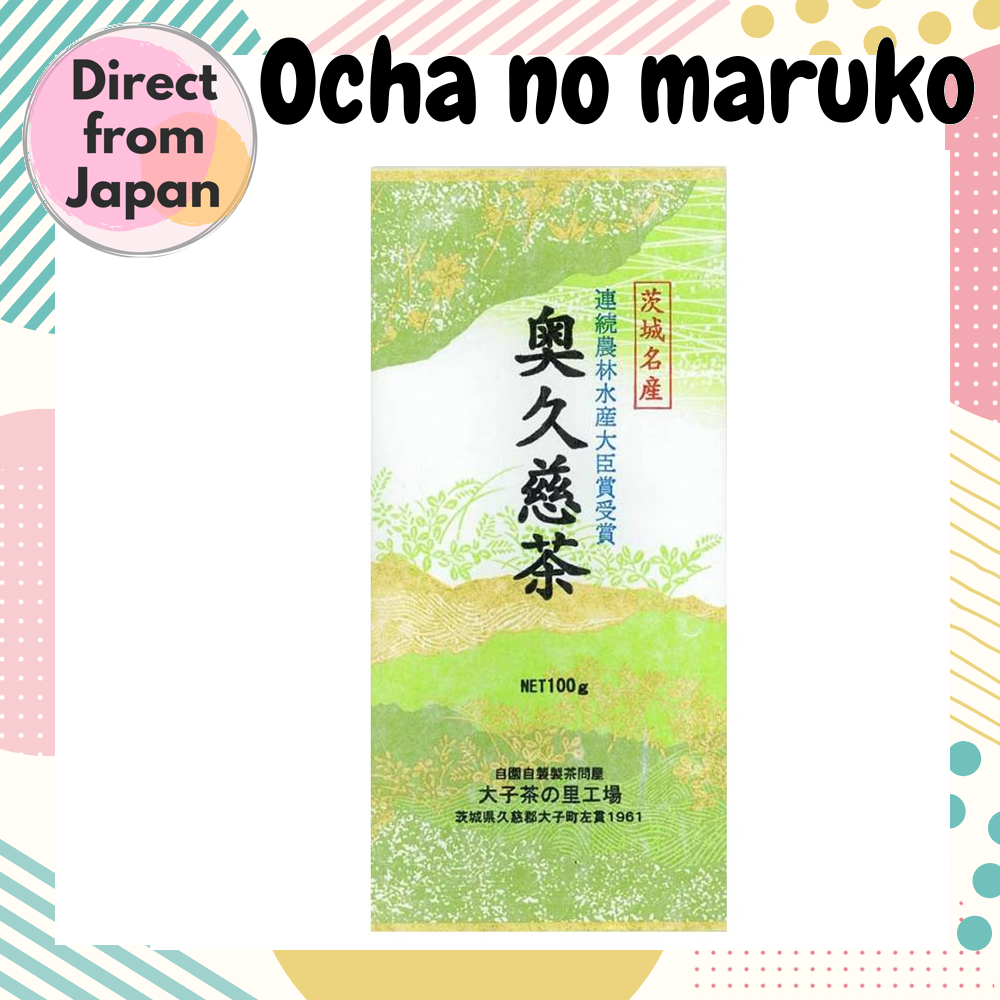 Direct
from
Japan
Ocha no maruko
茨城名産
連続農林水産大臣賞受賞
奥久慈茶
NET100g
自園自製製茶問屋
大子茶の里工場
茨城県久慈郡大子町左貫1961